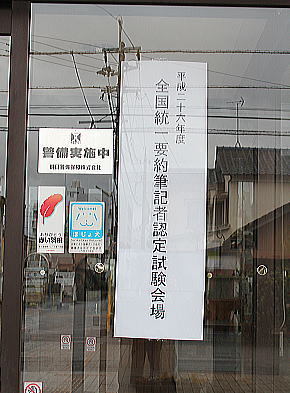 平成二十六年度
全国統一要約筆記者認定試験会場
警備実施中
赤い羽根
Welcome!
ほじょ犬